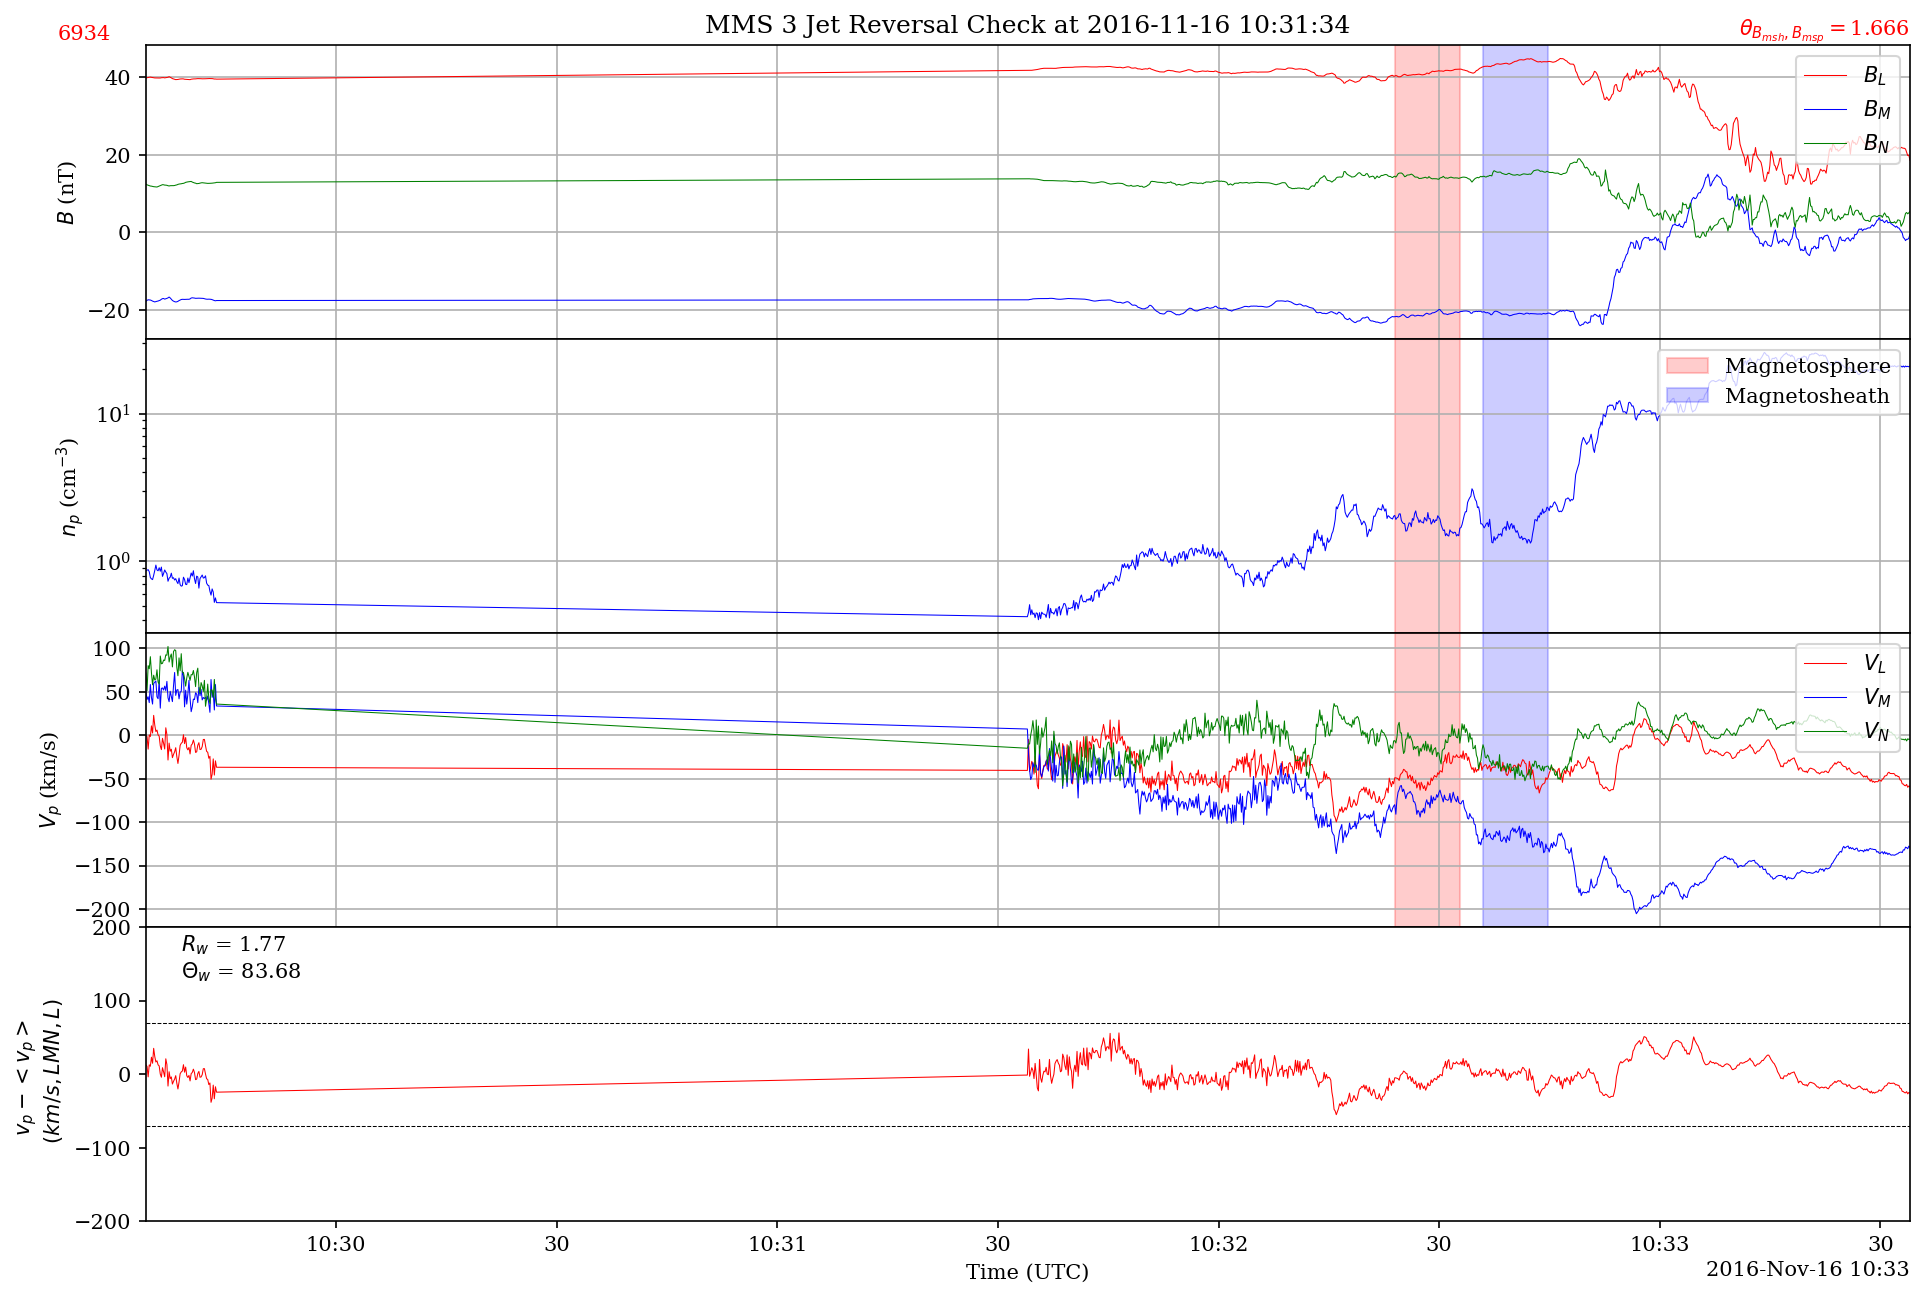 6934
MMS 3 Jet Reversal Check at 2016-11-16 10:31:34
θ_{B_{msh}, B_{msp}} = 1.666
B (nT)
40
20
0
−20
B_L
B_M
B_N
n_p (cm^{−3})
10^1
10^0
Magnetosphere
Magnetosheath
V_p (km/s)
100
50
0
−50
−100
−150
−200
V_L
V_M
V_N
v_p − < v_p >
(km/s, LMN, L)
200
100
0
−100
−200
R_w = 1.77
Θ_w = 83.68
10:30 30 10:31 30 10:32 30 10:33 30
Time (UTC)
2016-Nov-16 10:33